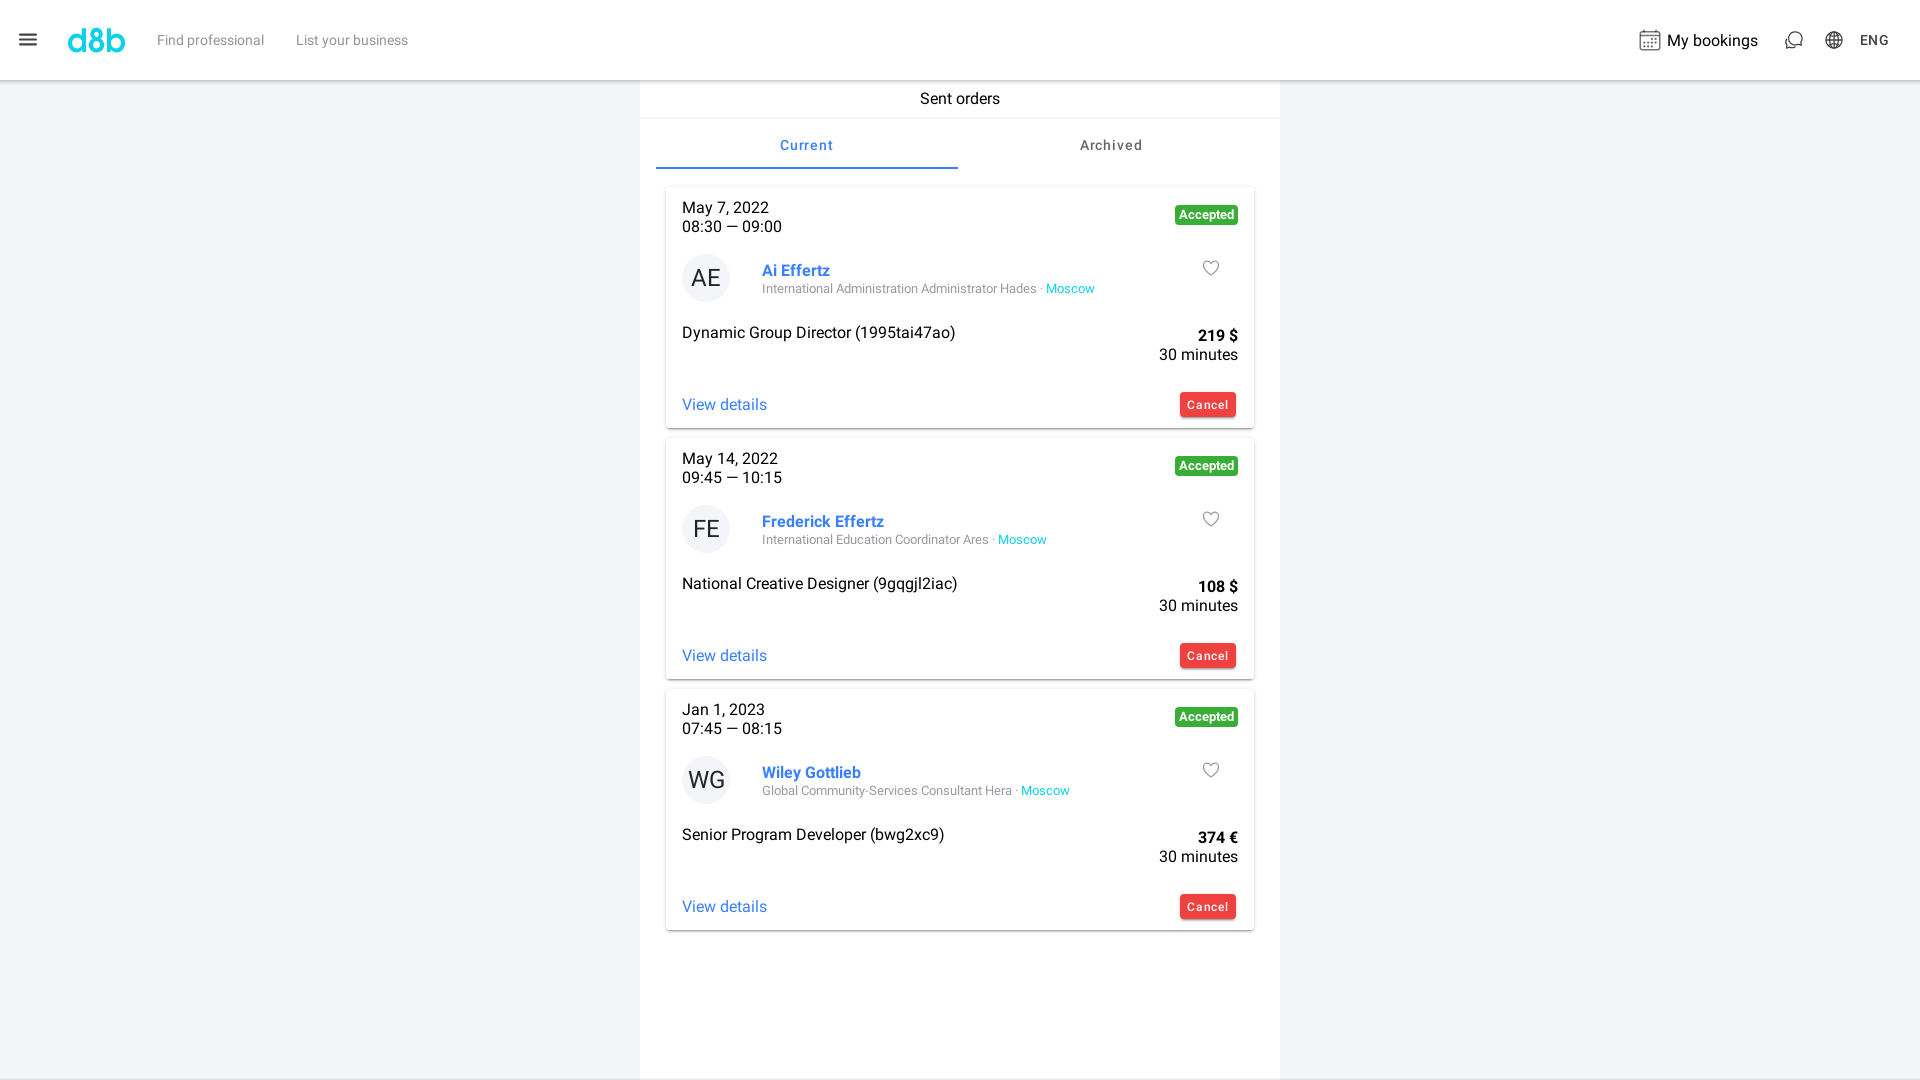 d8b
Find professional
List your business
My bookings
ENG
Sent orders
Current
Archived
May 7, 2022
08:30 — 09:00
Accepted
AE
Ai Effertz
International Administration Administrator Hades · Moscow
Dynamic Group Director (1995tai47ao)
219 $
30 minutes
View details
Cancel
May 14, 2022
09:45 — 10:15
Accepted
FE
Frederick Effertz
International Education Coordinator Ares · Moscow
National Creative Designer (9gqgjl2iac)
108 $
30 minutes
View details
Cancel
Jan 1, 2023
07:45 — 08:15
Accepted
WG
Wiley Gottlieb
Global Community-Services Consultant Hera · Moscow
Senior Program Developer (bwg2xc9)
374 €
30 minutes
View details
Cancel